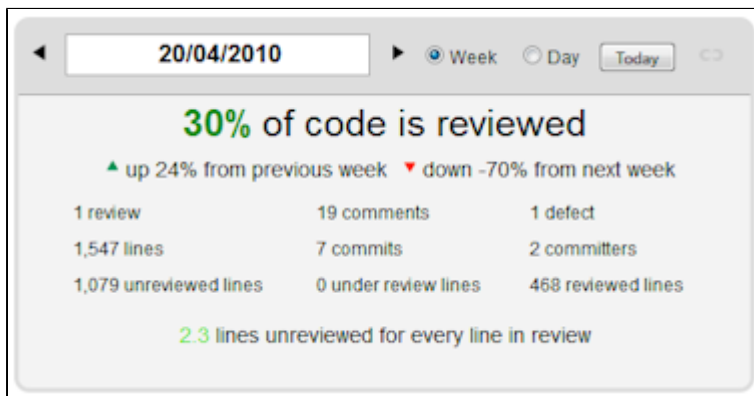 20/04/2010 Week Day Today
30% of code is reviewed
up 24% from previous week down -70% from next week
1 review 19 comments 1 defect
1,547 lines 7 commits 2 committers
1,079 unreviewed lines 0 under review lines 468 reviewed lines
2.3 lines unreviewed for every line in review